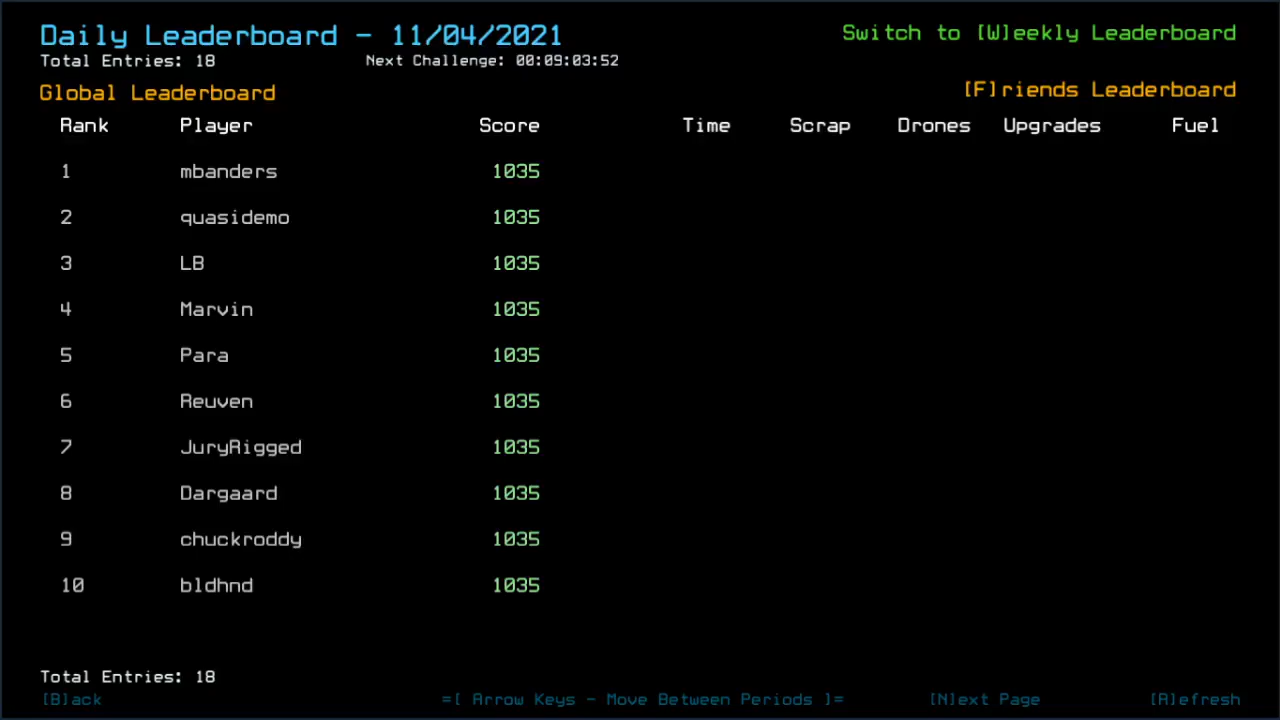 Daily Leaderboard - 11/04/2021
Switch to [W]eekly Leaderboard
Total Entries: 18
Next Challenge: 00:09:03:52
Global Leaderboard
[F]riends Leaderboard
Rank Player Score Time Scrap Drones Upgrades Fuel
1 mbanders 1035
2 quasidemo 1035
3 LB 1035
4 Marvin 1035
5 Para 1035
6 Reuven 1035
7 JuryRigged 1035
8 Dargaard 1035
9 chuckroddy 1035
10 bldhnd 1035
Total Entries: 18
[B]ack =[ Arrow Keys - Move Between Periods ]= [N]ext Page [R]efresh